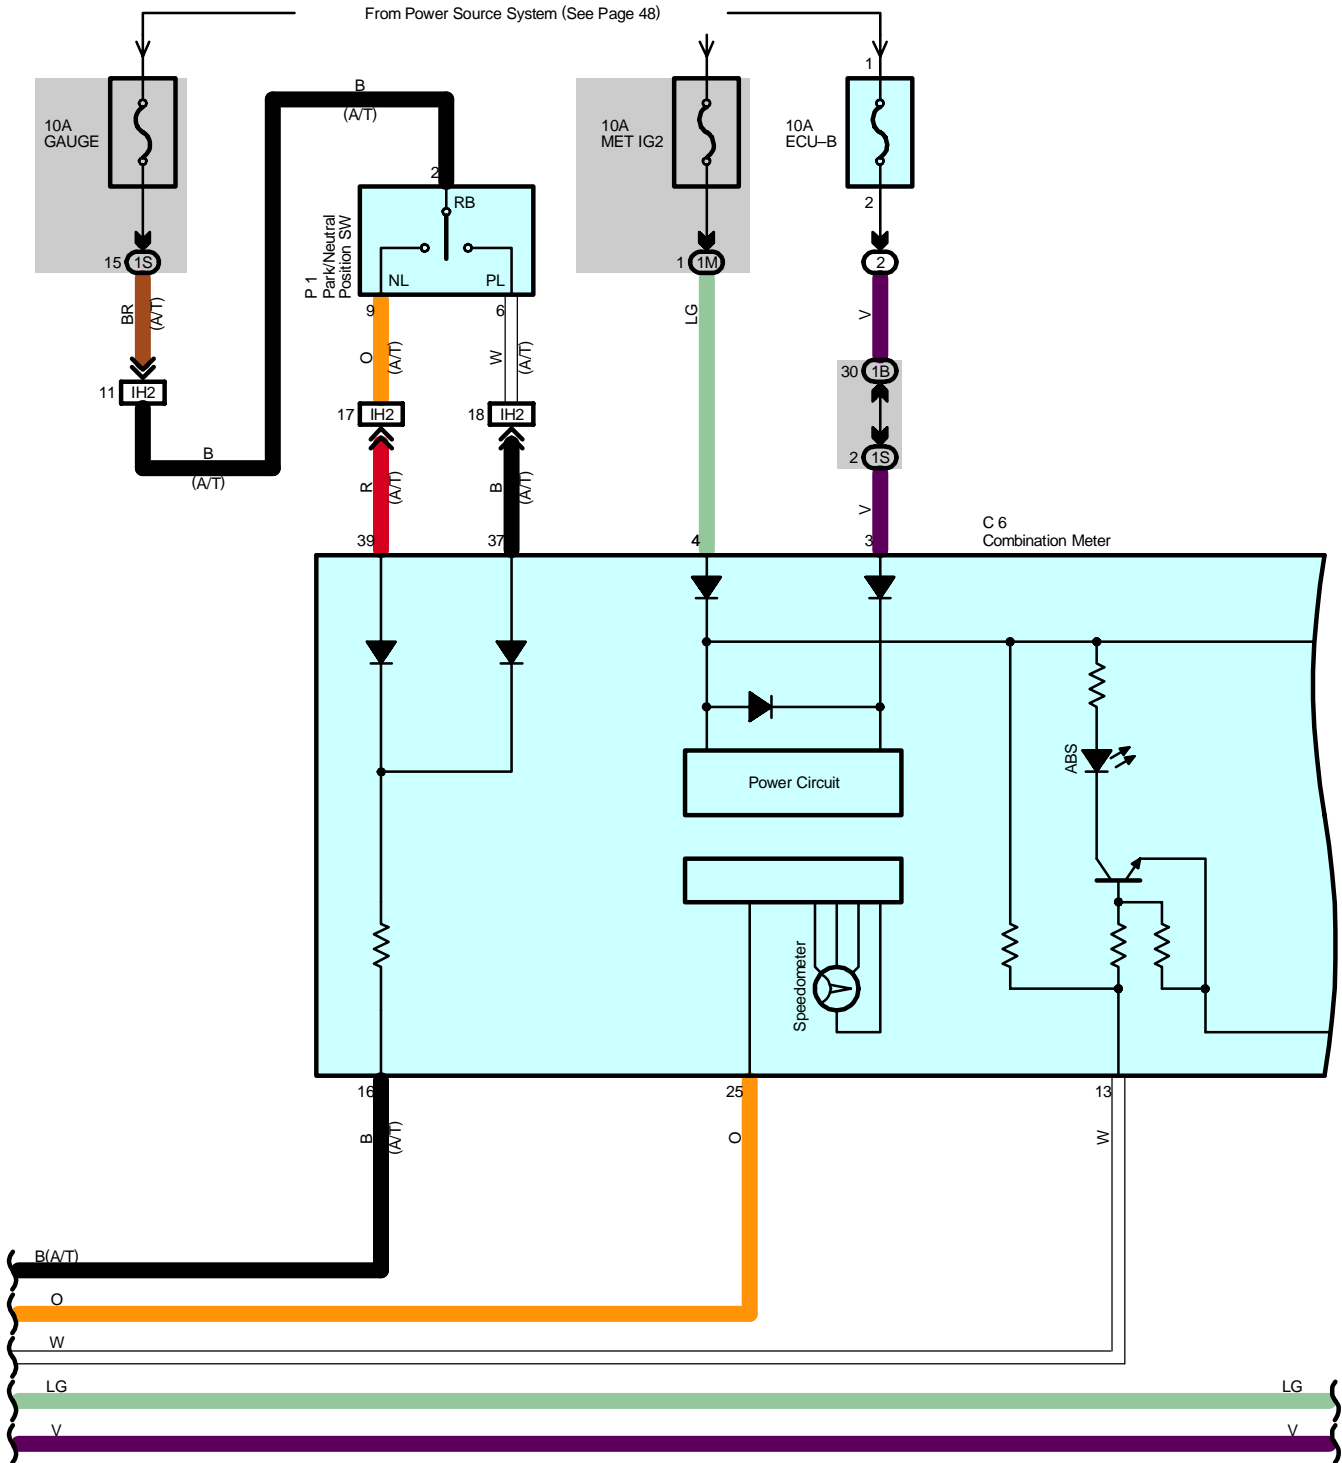 From Power Source System (See Page 48)
1
B
(A/T)
10A
GAUGE
10A
MET IG2
10A
ECU–B
2
RB
2
P 1
Park/Neutral
Position SW
NL
PL
15
1S
1
1M
2
9
6
BR
(A/T)
LG
V
O
(A/T)
W
(A/T)
30
1B
11
IH2
17
IH2
18
IH2
B
(A/T)
2
1S
R
(A/T)
B
(A/T)
V
C 6
Combination Meter
39
37
4
3
ABS
Power Circuit
Speedometer
16
25
13
B
(A/T)
O
W
B(A/T)
O
W
LG
LG
V
V